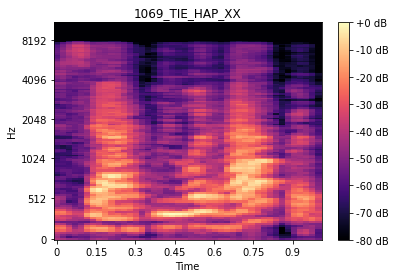 1069_TIE_HAP_XX
Hz
8192
4096
2048
1024
512
0
0 0.15 0.3 0.45 0.6 0.75 0.9
Time
+0 dB
-10 dB
-20 dB
-30 dB
-40 dB
-50 dB
-60 dB
-70 dB
-80 dB